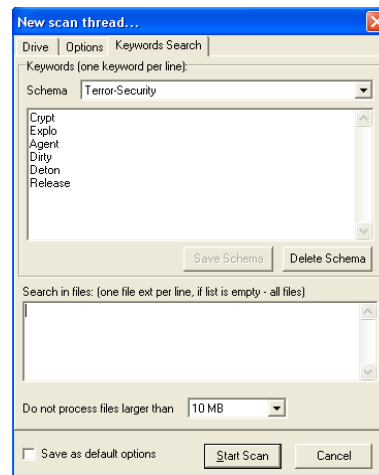 New scan thread...
Drive Options Keywords Search
Keywords (one keyword per line):
Schema Terror-Security
Crypt
Explo
Agent
Dirty
Deton
Release
Save Schema Delete Schema
Search in files: (one file ext per line, if list is empty - all files)
Do not process files larger than 10 MB
Save as default options Start Scan Cancel